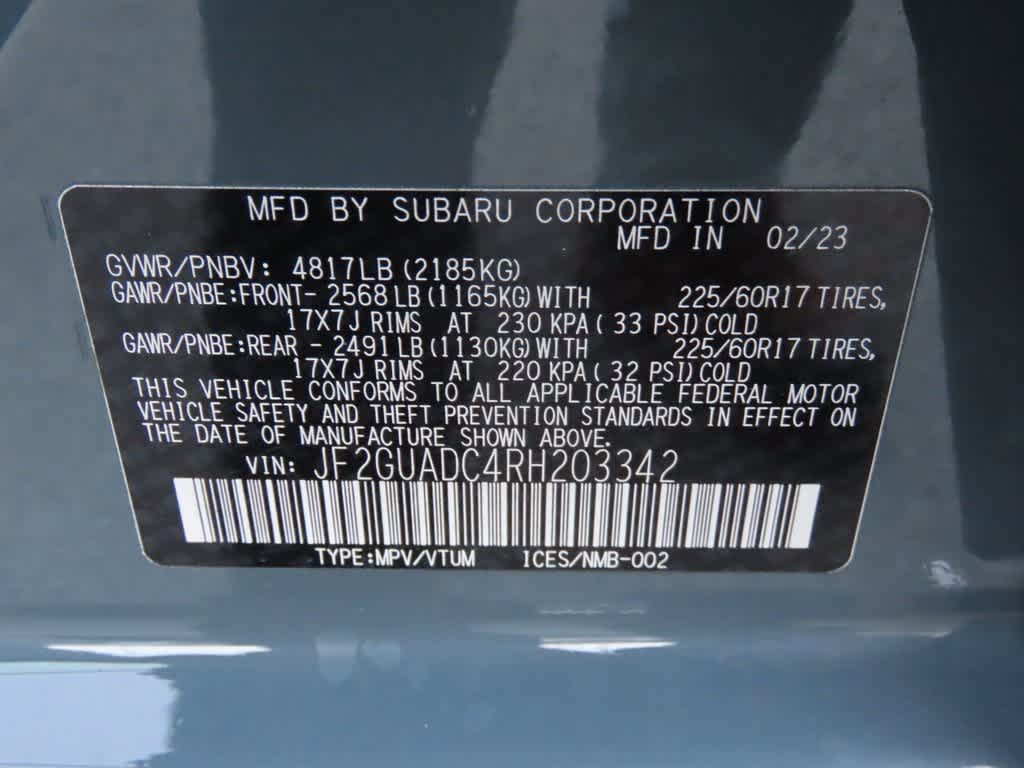 MFD BY SUBARU CORPORATION
MFD IN 02/23
GVWR/PNBV: 4817LB (2185KG)
GAWR/PNBE:FRONT- 2568 LB (1165KG) WITH 225/60R17 TIRES,
17X7J RIMS AT 230 KPA ( 33 PSI) COLD
GAWR/PNBE:REAR - 2491 LB (1130KG) WITH 225/60R17 TIRES,
17X7J RIMS AT 220 KPA ( 32 PSI) COLD
THIS VEHICLE CONFORMS TO ALL APPLICABLE FEDERAL MOTOR
VEHICLE SAFETY AND THEFT PREVENTION STANDARDS IN EFFECT ON
THE DATE OF MANUFACTURE SHOWN ABOVE.
VIN: JF2GUADC4RH203342
TYPE:MPV/VTUM ICES/NMB-002